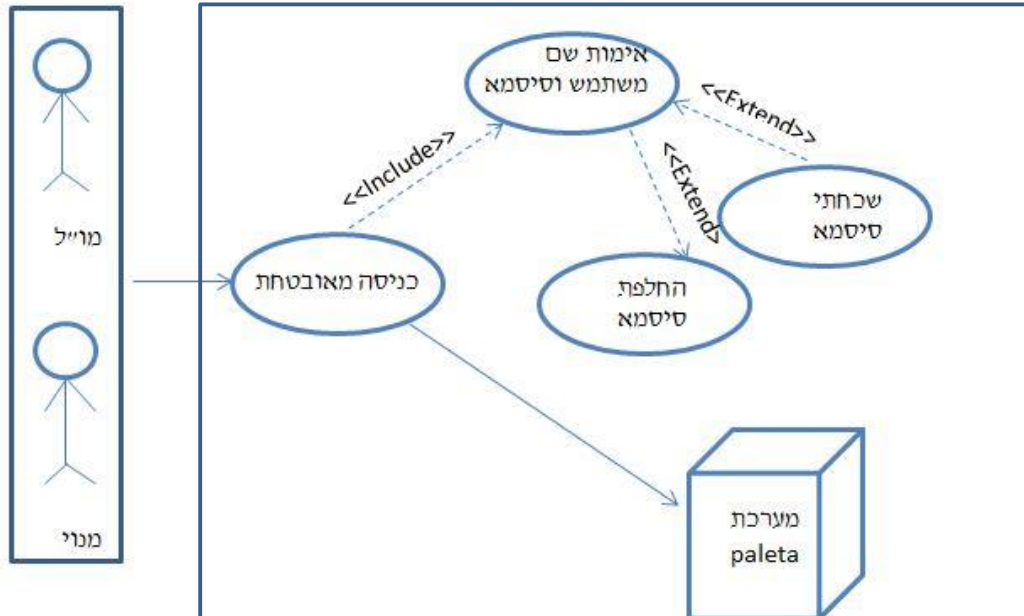 אימות שם
משתמש וסיסמא
<<Extend>>
<<Include>>
<<Extend>
שכחתי
סיסמא
מו״ל
כניסה מאובטחת
החלפת
סיסמא
מערכת
paleta
מנוי